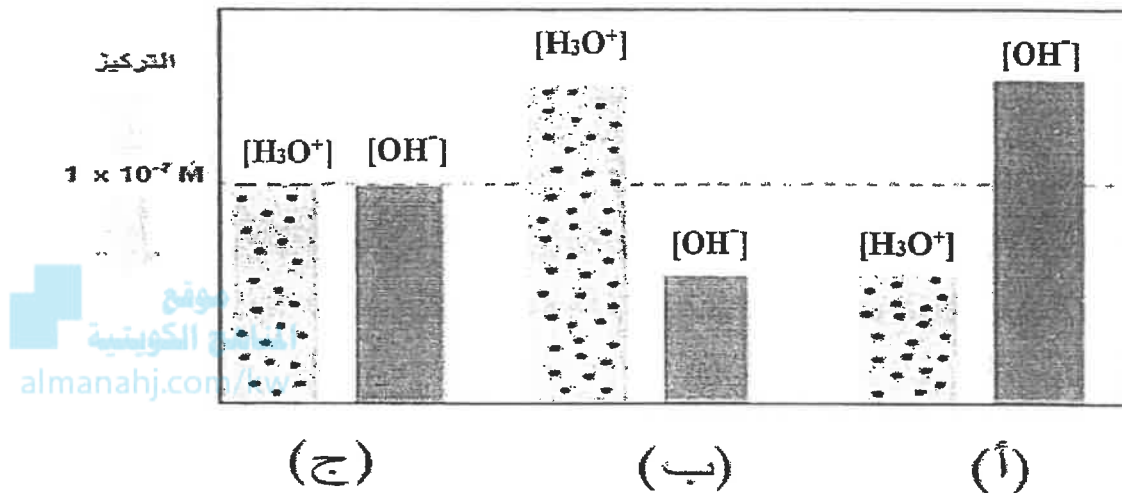 التركيز
[H₃O⁺]
[OH⁻]
[H₃O⁺] [OH⁻]
1 × 10⁻⁷ M
[OH⁻]
[H₃O⁺]
موقع
المناهج الكويتية
almanahj.com/kw
(أ) (ب) (ج)